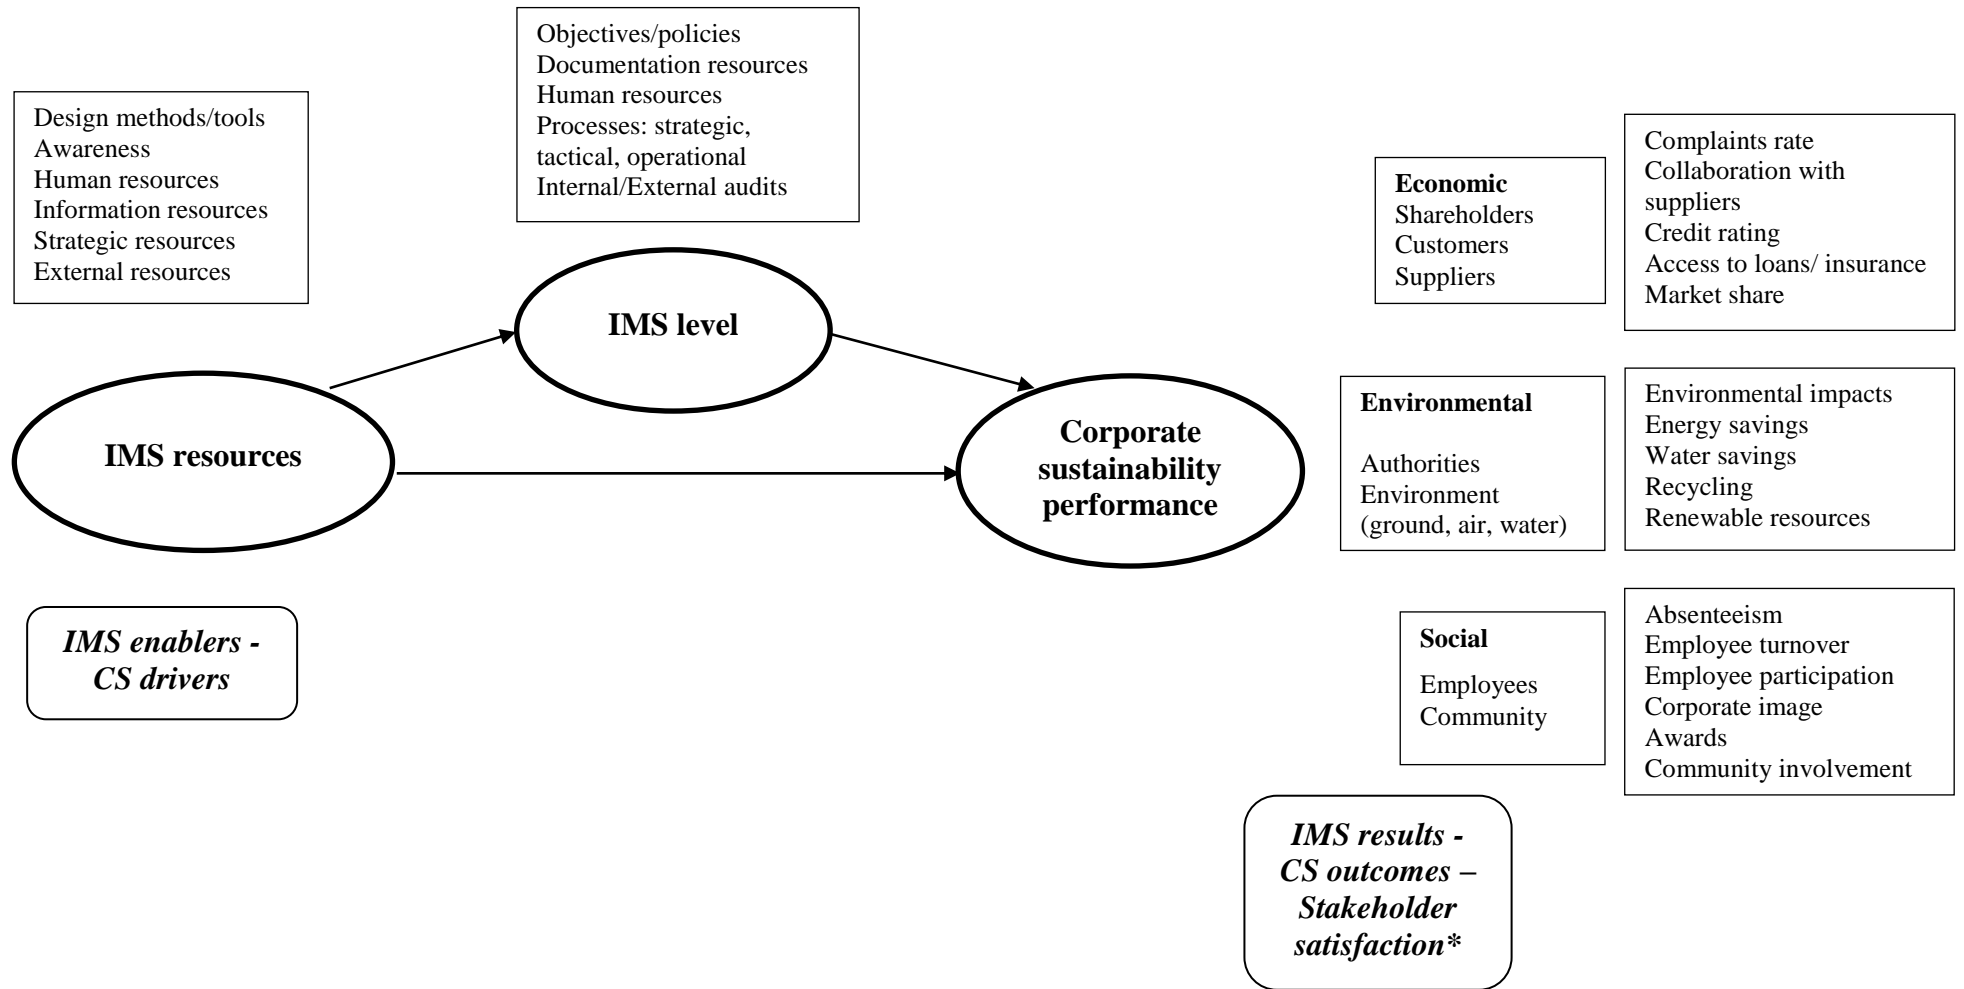 Objectives/policies
Documentation resources
Human resources
Processes: strategic,
tactical, operational
Internal/External audits
Design methods/tools
Awareness
Human resources
Information resources
Strategic resources
External resources
IMS level
IMS resources
Corporate
sustainability
performance
Economic
Shareholders
Customers
Suppliers
Complaints rate
Collaboration with
suppliers
Credit rating
Access to loans/ insurance
Market share
Environmental
Authorities
Environment
(ground, air, water)
Environmental impacts
Energy savings
Water savings
Recycling
Renewable resources
Social
Employees
Community
Absenteeism
Employee turnover
Employee participation
Corporate image
Awards
Community involvement
IMS enablers -
CS drivers
IMS results -
CS outcomes –
Stakeholder
satisfaction*